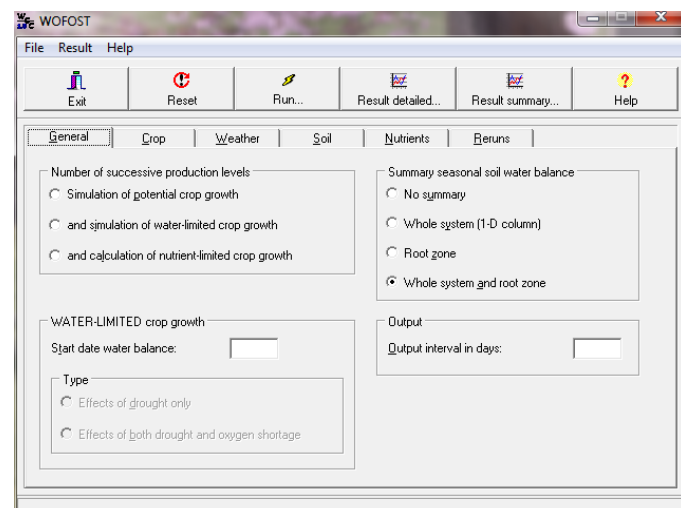 WOFOST
File Result Help
Exit Reset Run... Result detailed... Result summary... Help
General Crop Weather Soil Nutrients Reruns
Number of successive production levels
Simulation of potential crop growth
and simulation of water-limited crop growth
and calculation of nutrient-limited crop growth
Summary seasonal soil water balance
No summary
Whole system (1-D column)
Root zone
Whole system and root zone
WATER-LIMITED crop growth
Start date water balance:
Type
Effects of drought only
Effects of both drought and oxygen shortage
Output
Output interval in days: